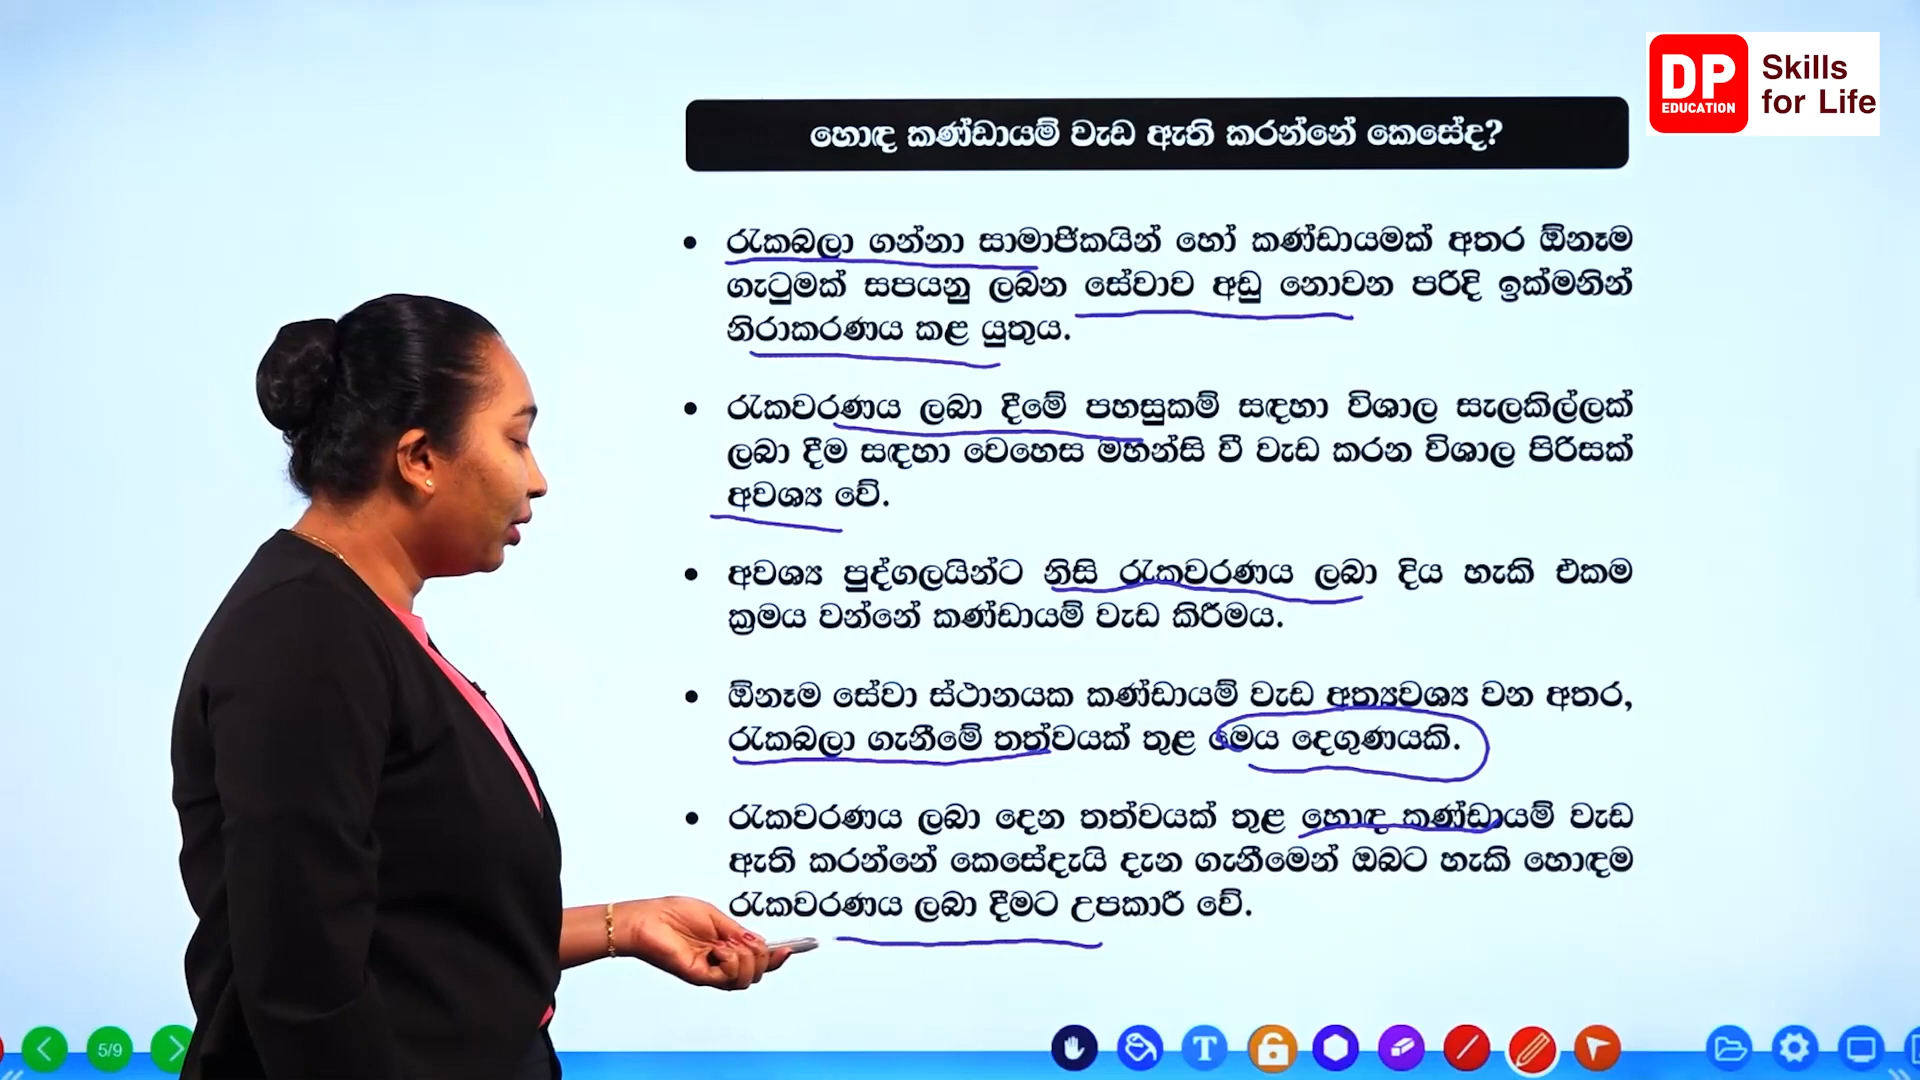 DP
EDUCATION
Skills
for Life
හොඳ කණ්ඩායම් වැඩ ඇති කරන්නේ කෙසේද?
• රැකබලා ගන්නා සාමාජිකයින් හෝ කණ්ඩායමක් අතර ඕනෑම
ගැටුමක් සපයනු ලබන සේවාව අඩු නොවන පරිදි ඉක්මනින්
නිරාකරණය කළ යුතුය.
• රැකවරණය ලබා දීමේ පහසුකම් සඳහා විශාල සැලකිල්ලක්
ලබා දීම සඳහා වෙහෙස මහන්සි වී වැඩ කරන විශාල පිරිසක්
අවශ්‍ය වේ.
• අවශ්‍ය පුද්ගලයින්ට නිසි රැකවරණය ලබා දිය හැකි එකම
ක්‍රමය වන්නේ කණ්ඩායම් වැඩ කිරීමය.
• ඕනෑම සේවා ස්ථානයක කණ්ඩායම් වැඩ අත්‍යවශ්‍ය වන අතර,
රැකබලා ගැනීමේ තත්වයක් තුළ මෙය දෙගුණයකි.
• රැකවරණය ලබා දෙන තත්වයක් තුළ හොඳ කණ්ඩායම් වැඩ
ඇති කරන්නේ කෙසේදැයි දැන ගැනීමෙන් ඔබට හැකි හොඳම
රැකවරණය ලබා දීමට උපකාරී වේ.
5/9
T